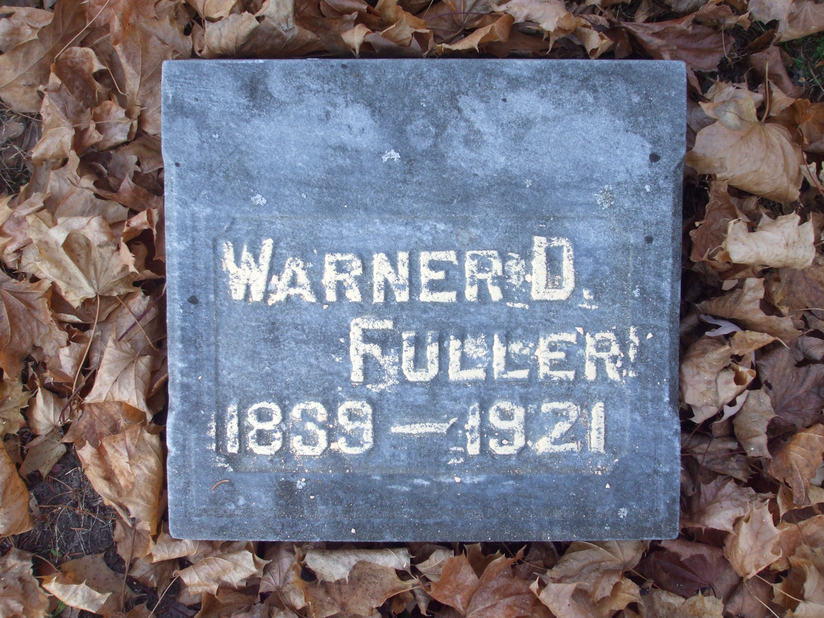 WARNER D.
FULLER
1869 — 1921